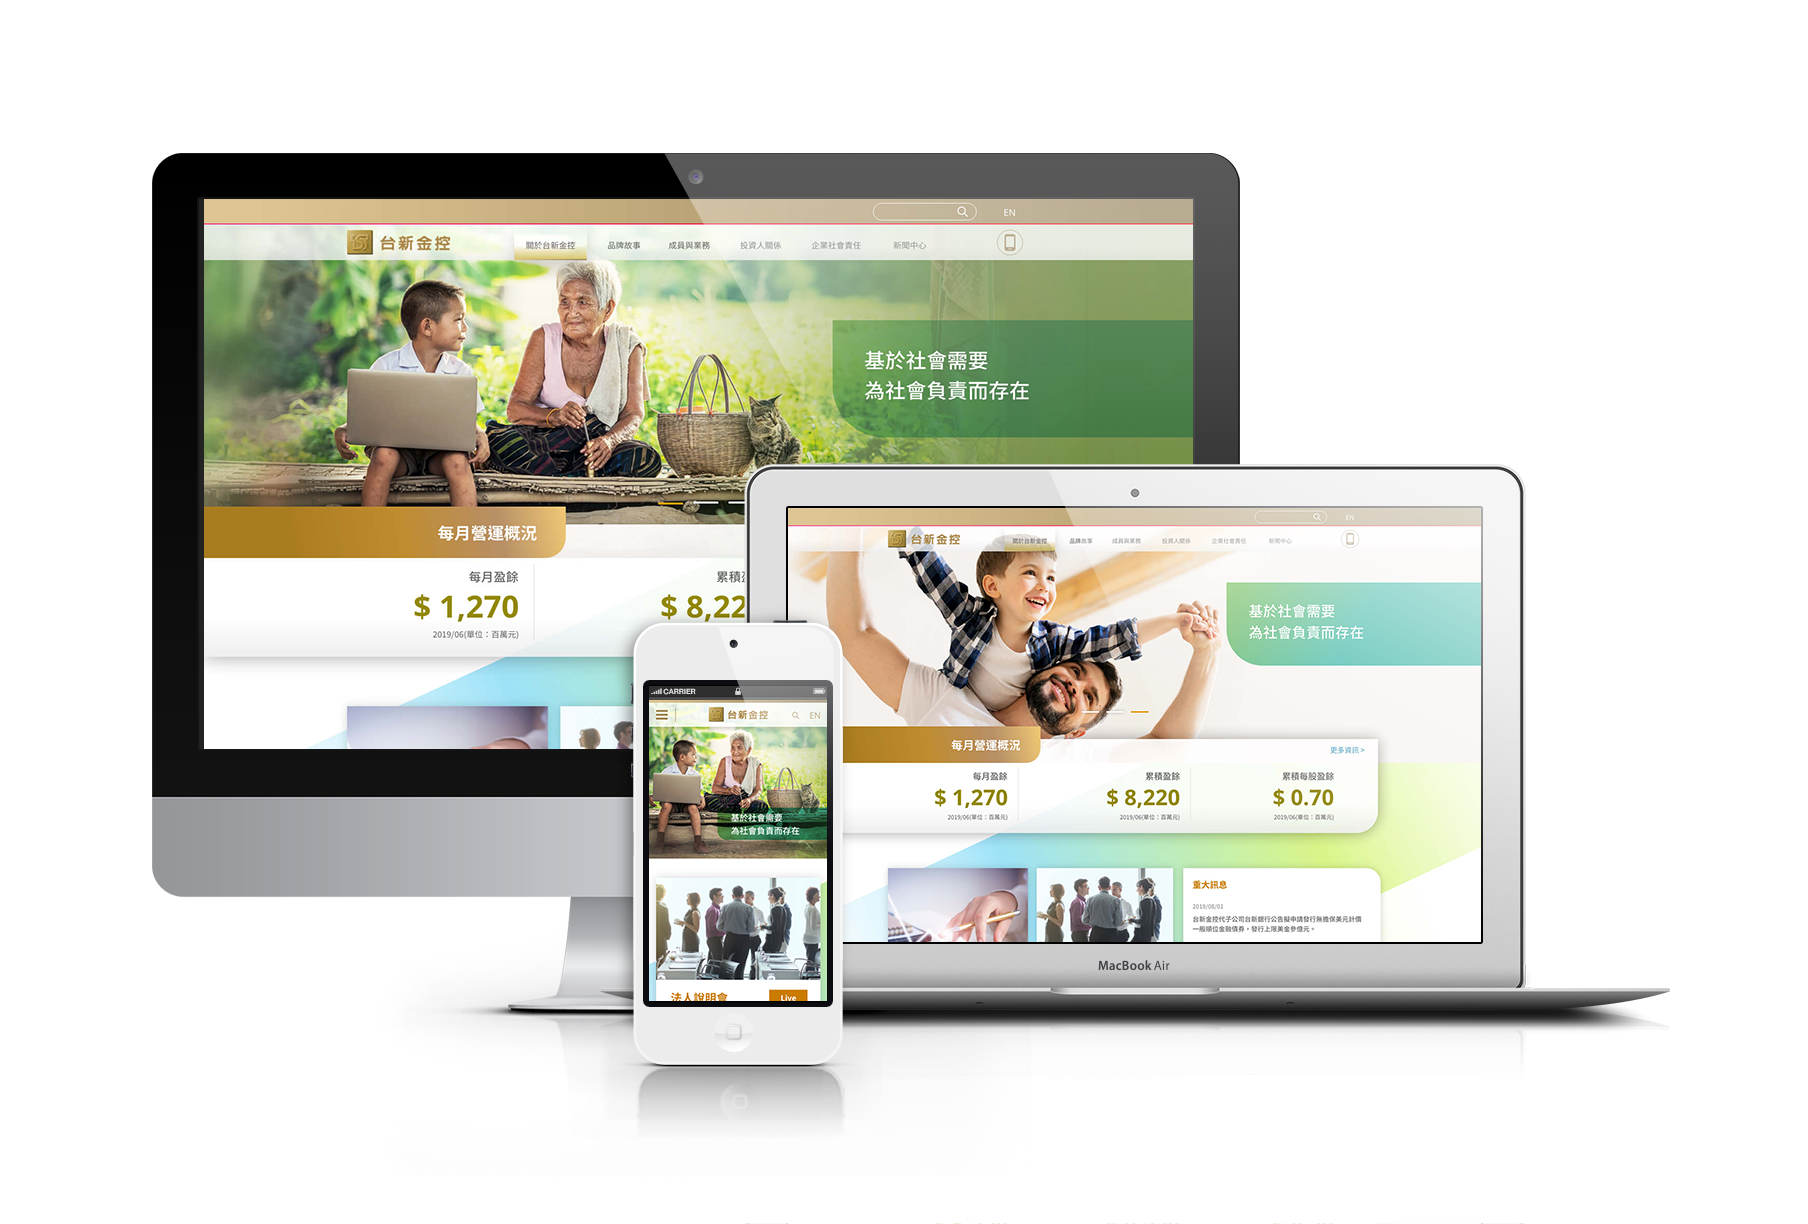 EN
台新金控
關於台新金控 品牌故事 成員與業務 投資人關係 企業社會責任 新聞中心
基於社會需要
為社會負責而存在
每月營運概況
每月盈餘
$ 1,270
2019/06(單位：百萬元)
累積
$ 8,22
EN
台新金控
關於台新金控 品牌故事 成員與業務 投資人關係 企業社會責任 新聞中心
基於社會需要
為社會負責而存在
每月營運概況
更多資訊 >
每月盈餘
$ 1,270
2019/06(單位：百萬元)
累積盈餘
$ 8,220
2019/06(單位：百萬元)
累積每股盈餘
$ 0.70
2019/06(單位：百萬元)
重大訊息
2019/08/01
台新金控代子公司台新銀行公告擬申請發行無擔保美元計價
一般順位金融債券，發行上限美金參億元。
MacBook Air
CARRIER
台新金控 EN
基於社會需要
為社會負責而存在
法人說明會
Live